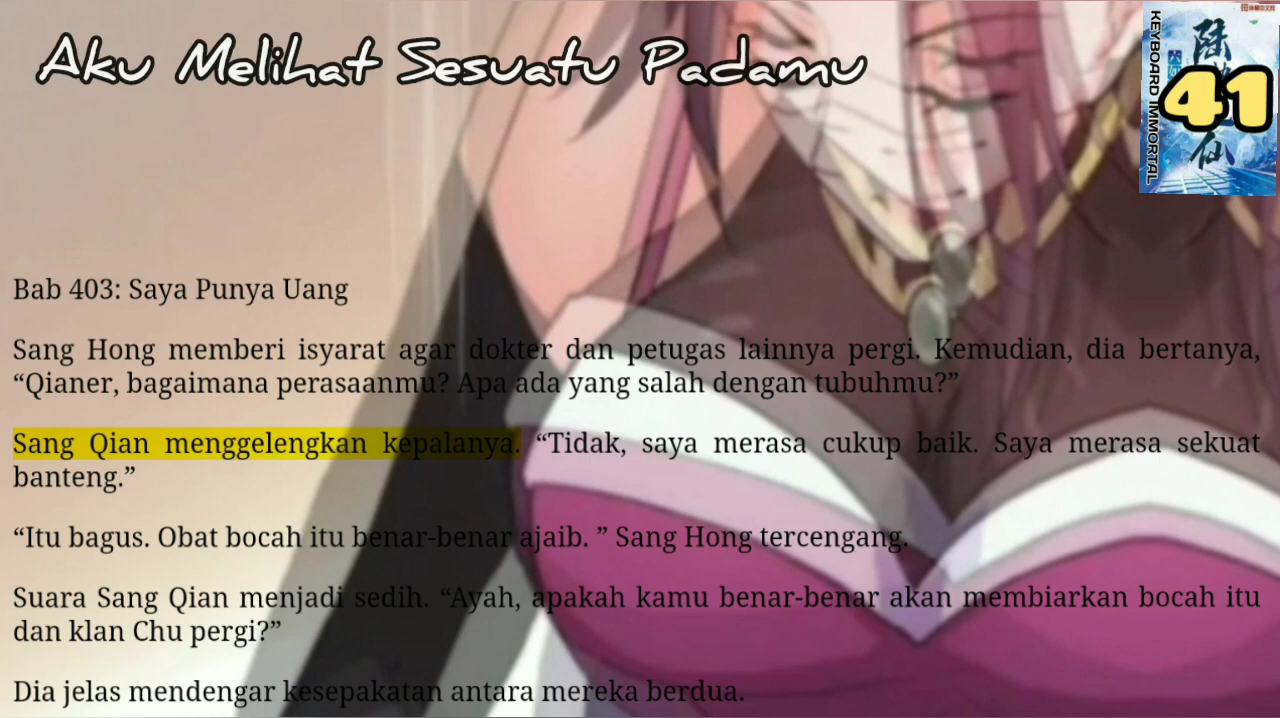 Aku Melihat Sesuatu Padamu
KEYBOARD IMMORTAL
41
仙
Bab 403: Saya Punya Uang
Sang Hong memberi isyarat agar dokter dan petugas lainnya pergi. Kemudian, dia bertanya,
“Qianer, bagaimana perasaanmu? Apa ada yang salah dengan tubuhmu?”
Sang Qian menggelengkan kepalanya. “Tidak, saya merasa cukup baik. Saya merasa sekuat
banteng.”
“Itu bagus. Obat bocah itu benar-benar ajaib. ” Sang Hong tercengang.
Suara Sang Qian menjadi sedih. “Ayah, apakah kamu benar-benar akan membiarkan bocah itu
dan klan Chu pergi?”
Dia jelas mendengar kesepakatan antara mereka berdua.